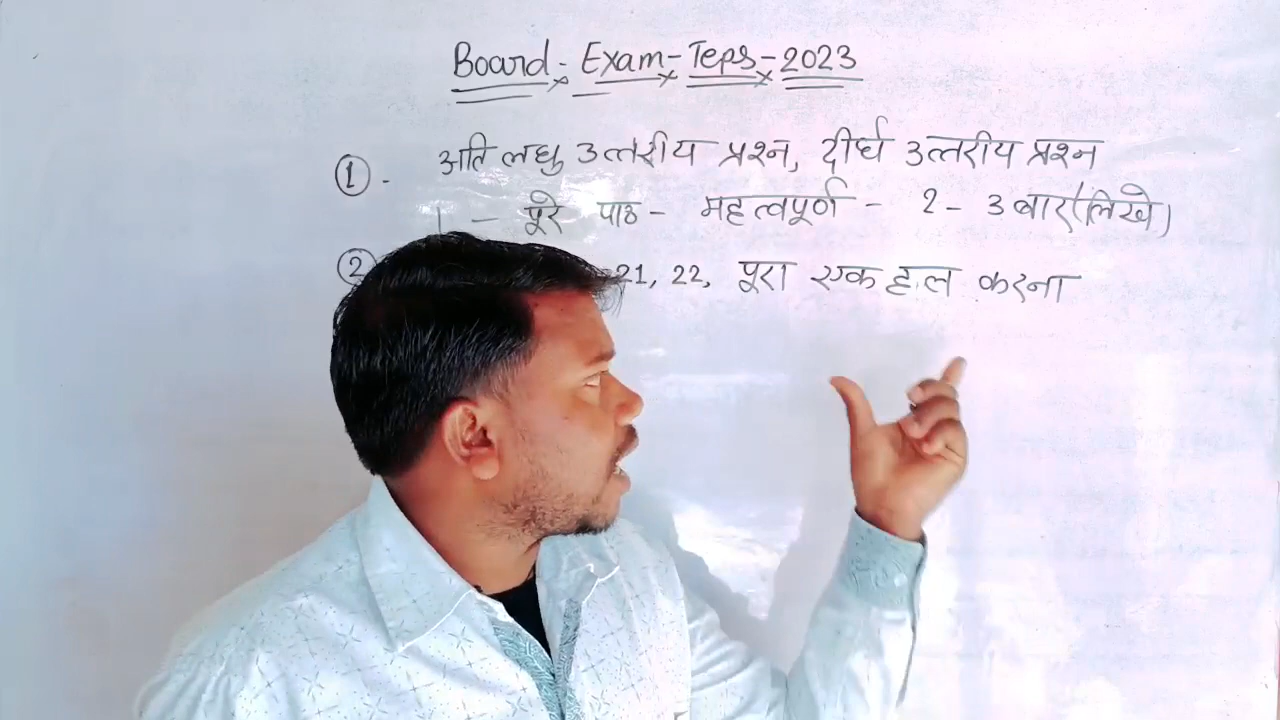 Board - Exam - Teps - 2023
1 - अति लघु उत्तरीय प्रश्न, दीर्घ उत्तरीय प्रश्न
1 - पूरे पाठ - महत्वपूर्ण - 2 - 3 बार (लिखे)
2 21, 22, पूरा एक हल करना